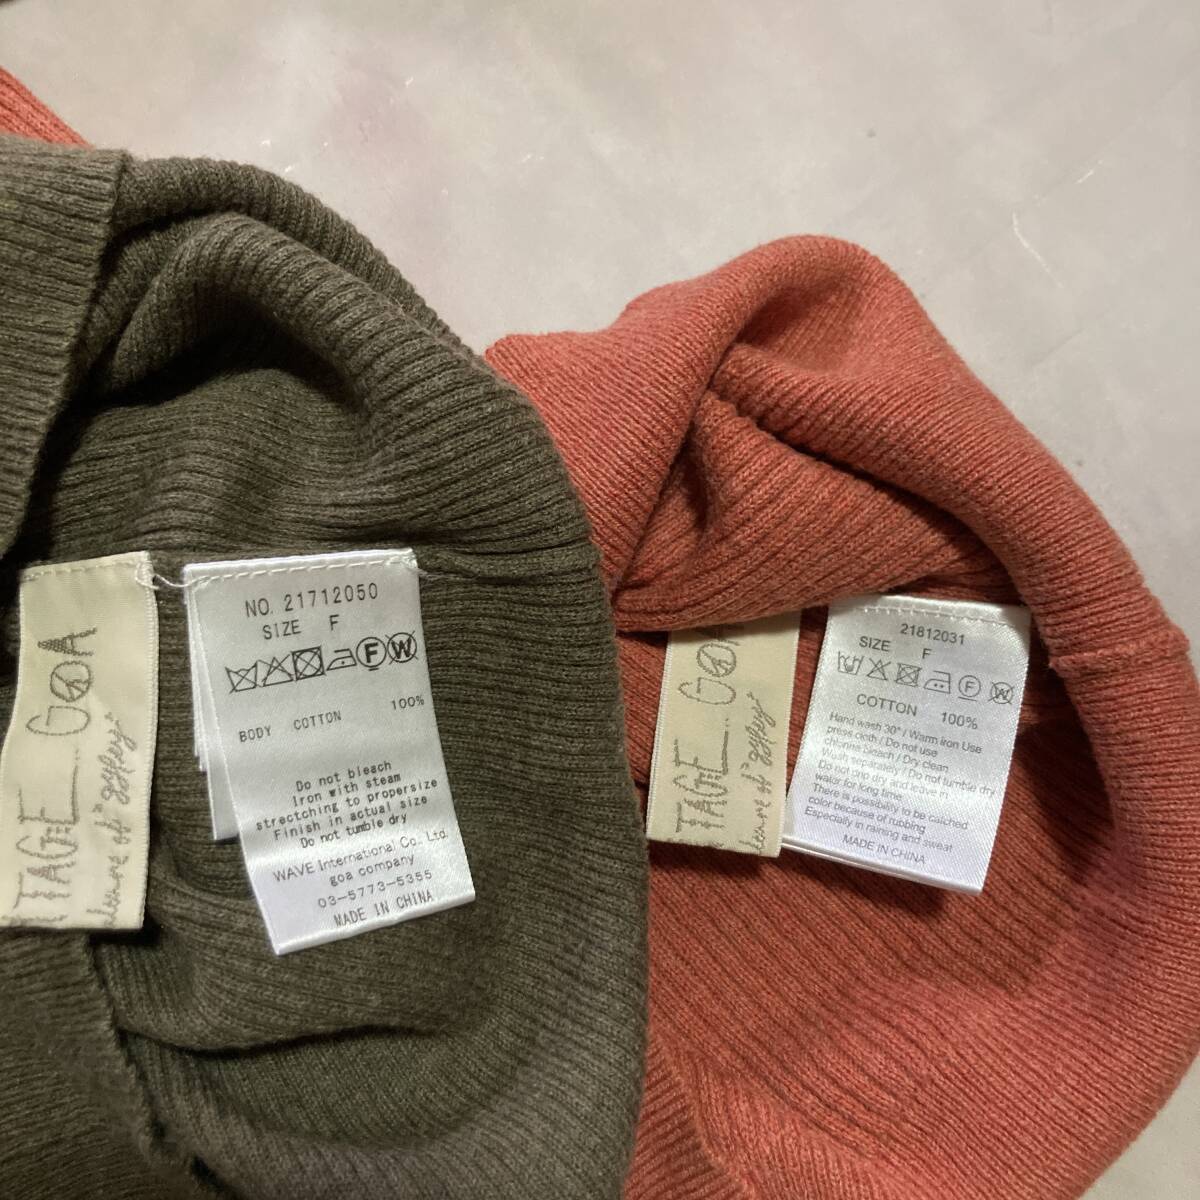 TAGE..GOA
NO. 21712050
SIZE F
F W
BODY COTTON 100%
Do not bleach
Iron with steam
strectching to propersize
Finish in actual size
Do not tumble dry
WAVE International Co., Ltd.
goa company
03-5773-5355
MADE IN CHINA
TAGE..GOA
21812031
SIZE F
F W
COTTON 100%
Hand wash 30° / Warm iron Use
press cloth / Do not use
chlorine bleach / Dry clean
Wush separately / Do not tumble dry
Do not drip dry and leave in
water for long time
There is possibility to be catched
color because of rubbing
Especially in raining and sweat
MADE IN CHINA